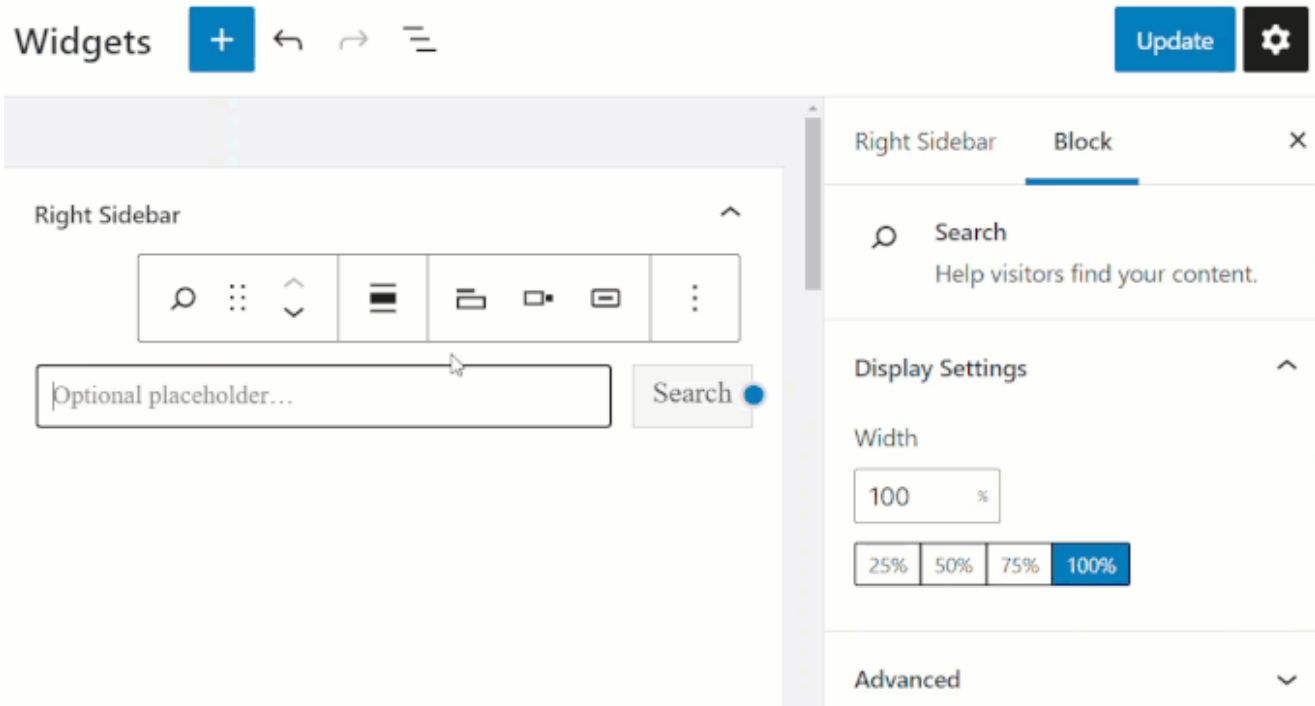 Widgets
Update
Right Sidebar
Optional placeholder...
Search
Right Sidebar Block
Search
Help visitors find your content.
Display Settings
Width
100 %
25% 50% 75% 100%
Advanced